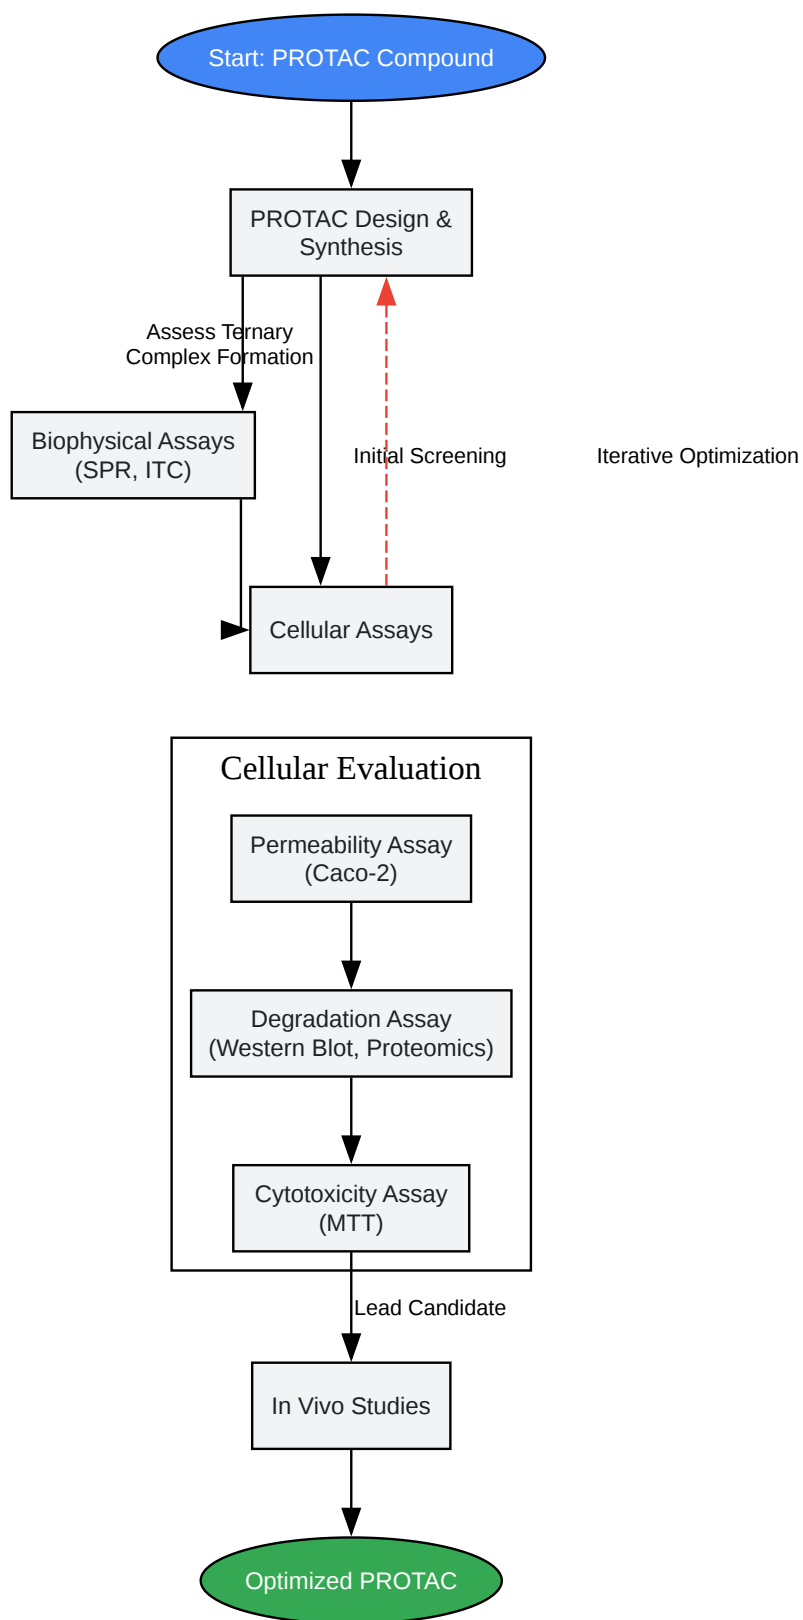 Start: PROTAC Compound
PROTAC Design &
Synthesis
Assess Ternary
Complex Formation
Biophysical Assays
(SPR, ITC)
Initial Screening
Iterative Optimization
Cellular Assays
Cellular Evaluation
Permeability Assay
(Caco-2)
Degradation Assay
(Western Blot, Proteomics)
Cytotoxicity Assay
(MTT)
Lead Candidate
In Vivo Studies
Optimized PROTAC